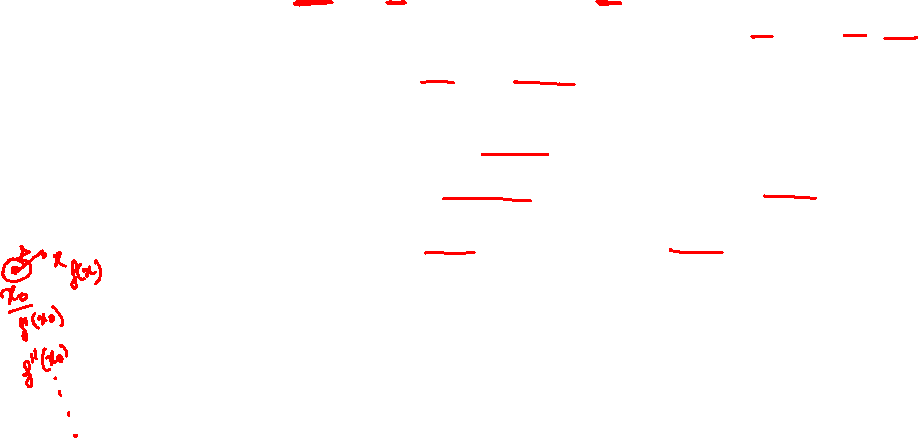 x f(x)
x₀
f(x₀)
f''(x₀)